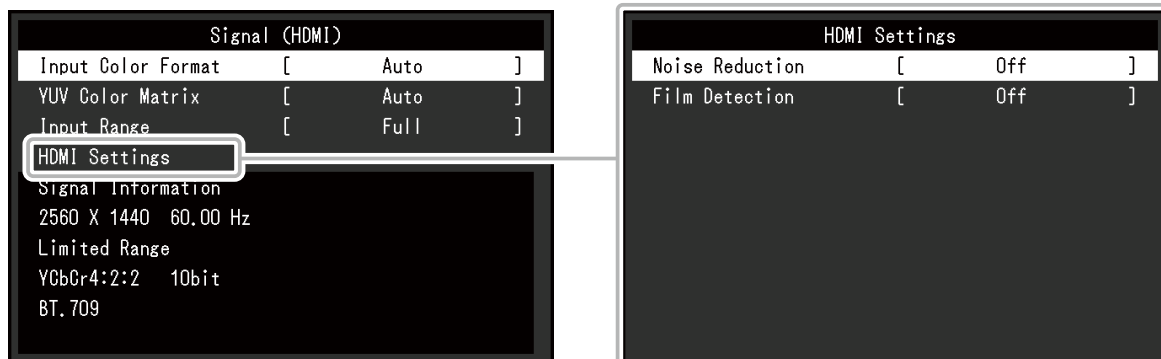 Signal (HDMI)
Input Color Format [ Auto ]
YUV Color Matrix [ Auto ]
Input Range [ Full ]
HDMI Settings
Signal Information
2560 X 1440 60.00 Hz
Limited Range
YCbCr4:2:2 10bit
BT.709
HDMI Settings
Noise Reduction [ Off ]
Film Detection [ Off ]